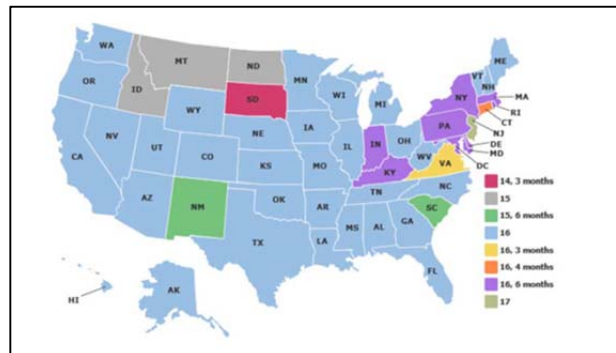 WA
MT
ND
ME
OR
ID
SD
MN
VT
NH
WI
MI
NY
MA
RI
CT
WY
NJ
NE
IA
PA
DE
MD
DC
NV
UT
CO
IL
IN
OH
WV
VA
CA
KS
MO
KY
AZ
NM
OK
AR
TN
NC
SC
TX
LA
MS
AL
GA
FL
AK
HI
14, 3 months
15
15, 6 months
16
16, 3 months
16, 4 months
16, 6 months
17